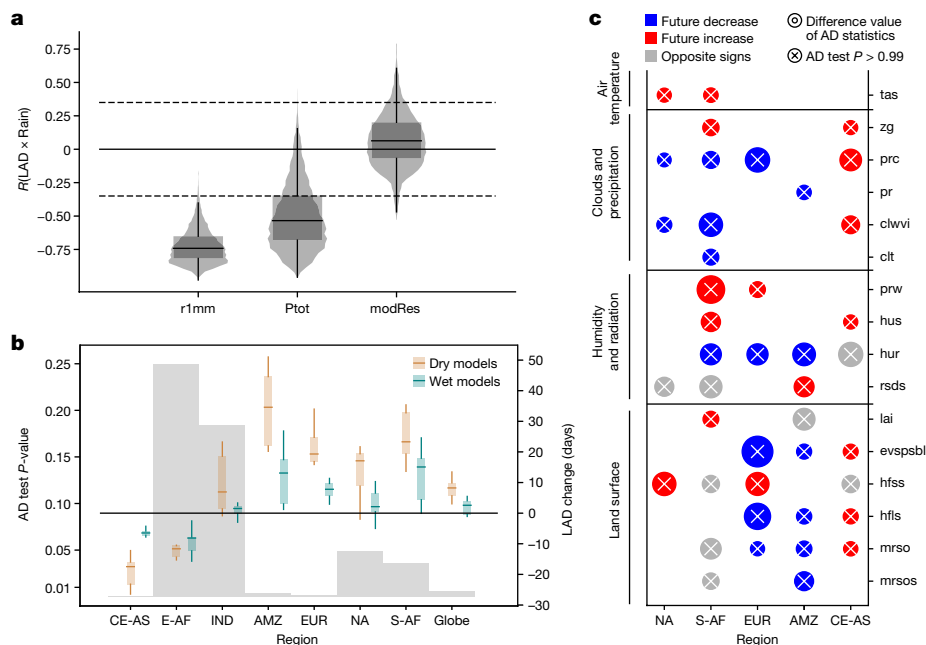 a
R(LAD × Rain)
0.75
0.50
0.25
0
−0.25
−0.50
−0.75
r1mm
Ptot
modRes
b
AD test P-value
0.25
0.20
0.15
0.10
0.05
0.01
Dry models
Wet models
50
40
30
20
10
0
−10
−20
−30
LAD change (days)
CE-AS
E-AF
IND
AMZ
EUR
NA
S-AF
Globe
Region
c
Future decrease
Future increase
Opposite signs
Difference value
of AD statistics
AD test P > 0.99
Air
temperature
tas
Clouds and
precipitation
zg
prc
pr
clwvi
clt
Humidity
and radiation
prw
hus
hur
rsds
Land surface
lai
evspsbl
hfss
hfls
mrso
mrsos
NA
S-AF
EUR
AMZ
CE-AS
Region